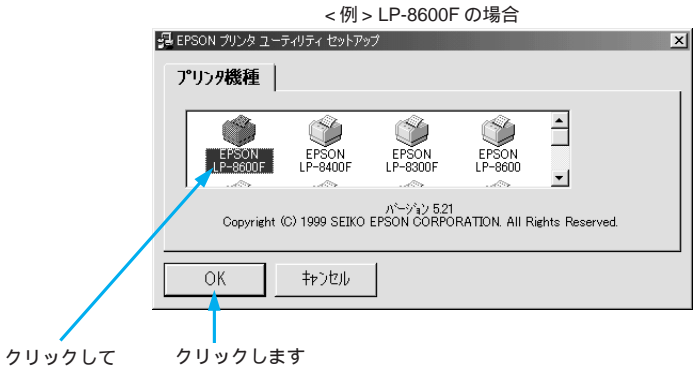 <例> LP-8600F の場合
EPSON プリンタ ユーティリティ セットアップ
プリンタ機種
EPSON
LP-8600F
EPSON
LP-8400F
EPSON
LP-8300F
EPSON
LP-8600
バージョン 5.21
Copyright (C) 1999 SEIKO EPSON CORPORATION. All Rights Reserved.
OK
キャンセル
クリックして
クリックします